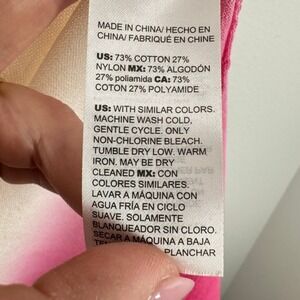 MADE IN CHINA/ HECHO EN
CHINA/ FABRIQUÉ EN CHINE
US: 73% COTTON 27%
NYLON MX: 73% ALGODÓN
27% poliamida CA: 73%
COTON 27% POLYAMIDE
US: WITH SIMILAR COLORS.
MACHINE WASH COLD,
GENTLE CYCLE. ONLY
NON-CHLORINE BLEACH.
TUMBLE DRY LOW. WARM
IRON. MAY BE DRY
CLEANED MX: CON
COLORES SIMILARES.
LAVAR A MÁQUINA CON
AGUA FRÍA EN CICLO
SUAVE. SOLAMENTE
BLANQUEADOR SIN CLORO.
SECAR A MÁQUINA A BAJA
PLANCHAR